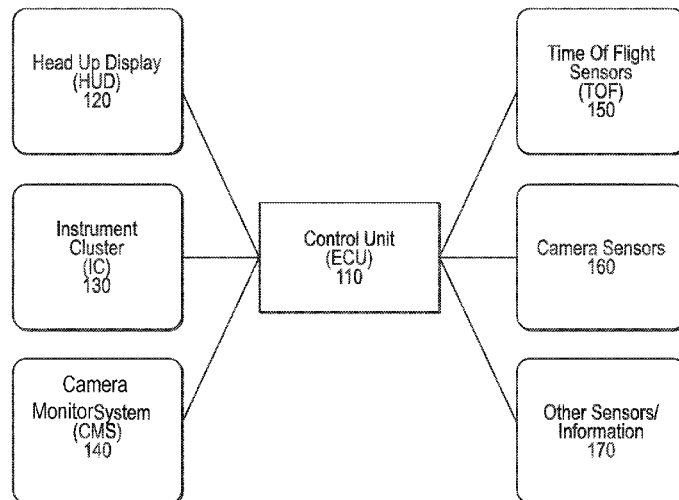 Head Up Display
(HUD)
120
Instrument
Cluster
(IC)
130
Camera
MonitorSystem
(CMS)
140
Control Unit
(ECU)
110
Time Of Flight
Sensors
(TOF)
150
Camera Sensors
160
Other Sensors/
Information
170